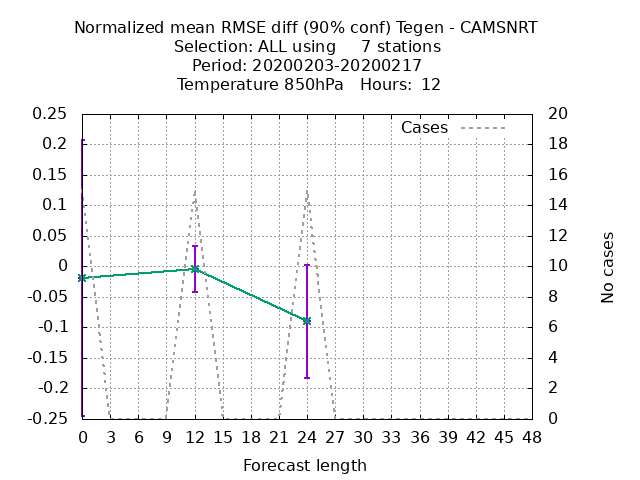 Normalized mean RMSE diff (90% conf) Tegen - CAMSNRT
Selection: ALL using 7 stations
Period: 20200203-20200217
Temperature 850hPa Hours: 12
Cases
0.25
0.2
0.15
0.1
0.05
0
-0.05
-0.1
-0.15
-0.2
-0.25
20
18
16
14
12
10
8
6
4
2
0
No cases
0 3 6 9 12 15 18 21 24 27 30 33 36 39 42 45 48
Forecast length